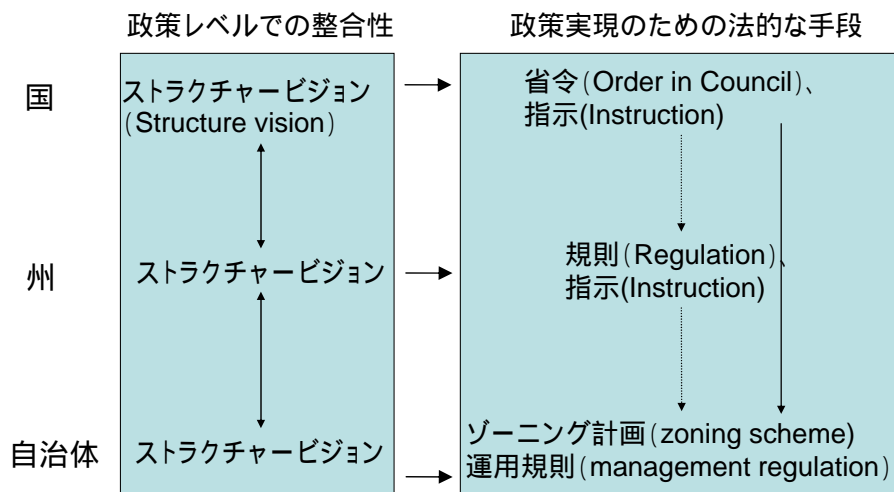 政策レベルでの整合性
政策実現のための法的な手段
国
ストラクチャービジョン
(Structure vision)
省令(Order in Council)、
指示(Instruction)
州
ストラクチャービジョン
規則(Regulation)、
指示(Instruction)
自治体
ストラクチャービジョン
ゾーニング計画(zoning scheme)
運用規則(management regulation)